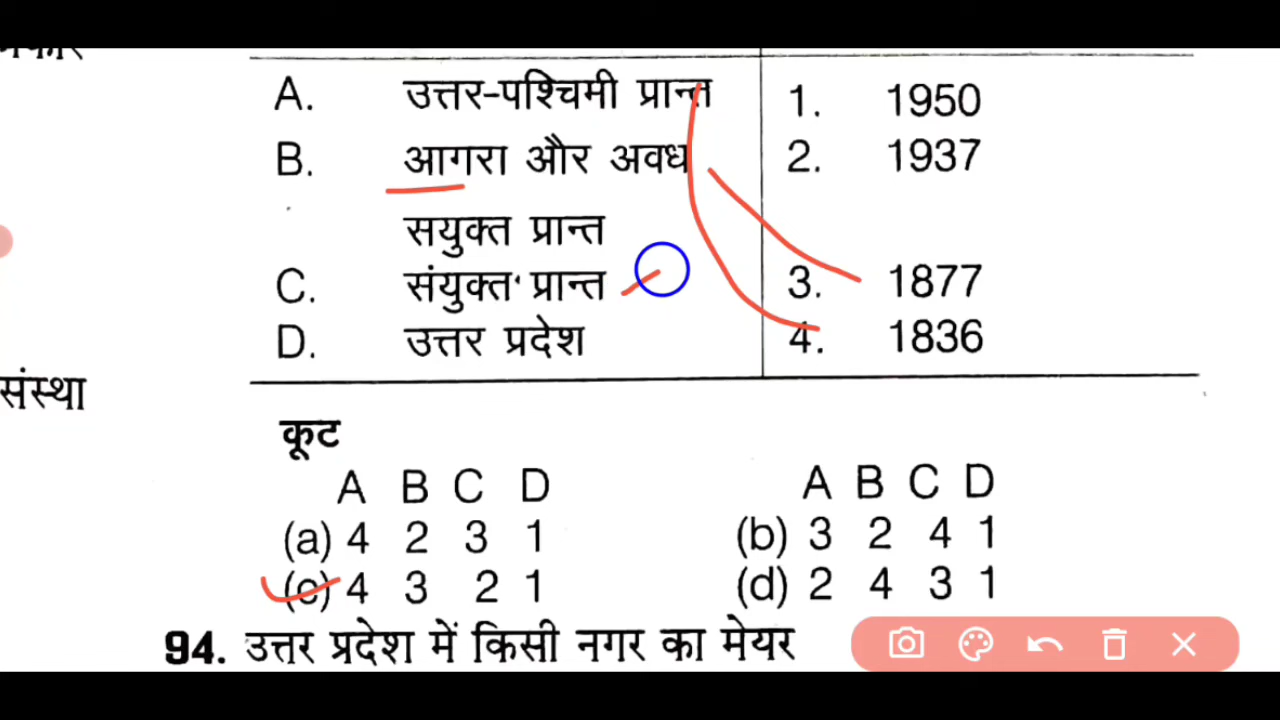 A. उत्तर-पश्चिमी प्रान्त 1. 1950
B. आगरा और अवध 2. 1937
सयुक्त प्रान्त
C. संयुक्त प्रान्त 3. 1877
D. उत्तर प्रदेश 4. 1836
संस्था
कूट
A B C D A B C D
(a) 4 2 3 1 (b) 3 2 4 1
(c) 4 3 2 1 (d) 2 4 3 1
94. उत्तर प्रदेश में किसी नगर का मेयर